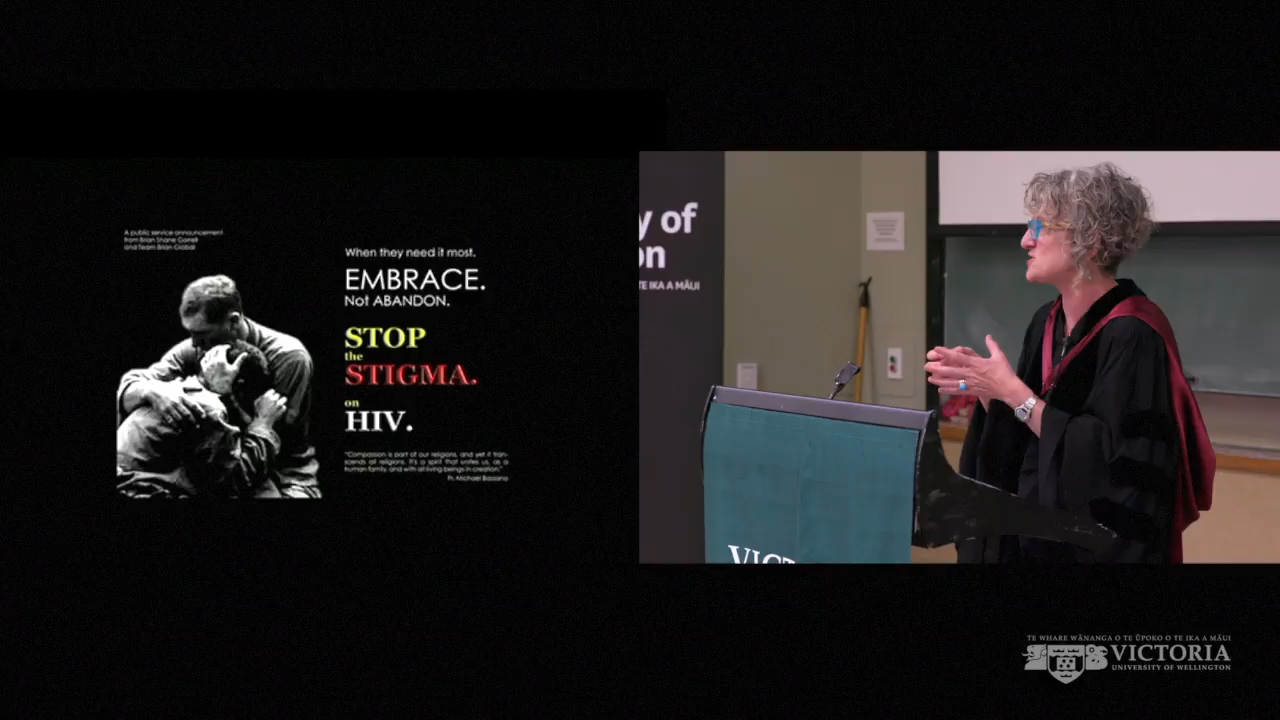 A public service announcement
from Brian Shane Gorrell
and Team Brian Global
When they need it most.
EMBRACE.
Not ABANDON.
STOP
the
STIGMA.
on
HIV.
"Compassion is part of our religions, and yet it tran-
scends all religions. It's a spirit that unites us, as a
human family, and with all living beings in creation."
Fr. Michael Bassano
y of
on
TE IKA A MĀUI
VICT
TE WHARE WĀNANGA O TE ŪPOKO O TE IKA A MĀUI
VICTORIA
UNIVERSITY OF WELLINGTON